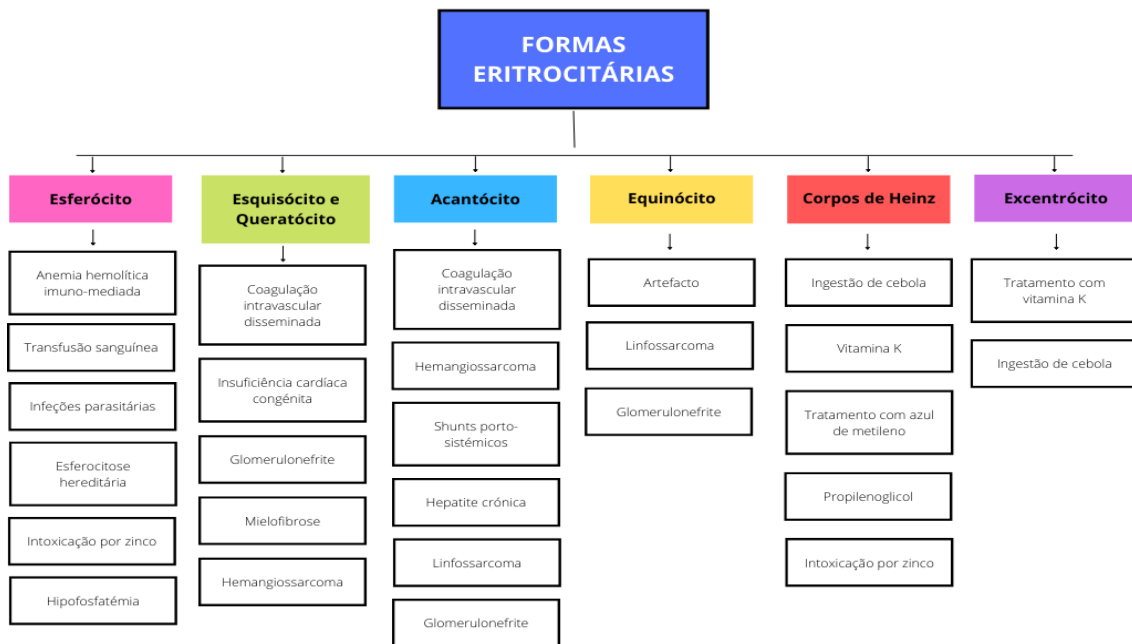 FORMAS
ERITROCITÁRIAS
Esferócito
Anemia hemolítica
imuno-mediada
Transfusão sanguínea
Infeções parasitárias
Esferocitose
hereditária
Intoxicação por zinco
Hipofosfatémia
Esquisócito e
Queratócito
Coagulação
intravascular
disseminada
Insuficiência cardíaca
congénita
Glomerulonefrite
Mielofibrose
Hemangiossarcoma
Acantócito
Coagulação
intravascular
disseminada
Hemangiossarcoma
Shunts porto-
sistémicos
Hepatite crónica
Linfossarcoma
Glomerulonefrite
Equinócito
Artefacto
Linfossarcoma
Glomerulonefrite
Corpos de Heinz
Ingestão de cebola
Vitamina K
Tratamento com azul
de metileno
Propilenoglicol
Intoxicação por zinco
Excentrócito
Tratamento com
vitamina K
Ingestão de cebola